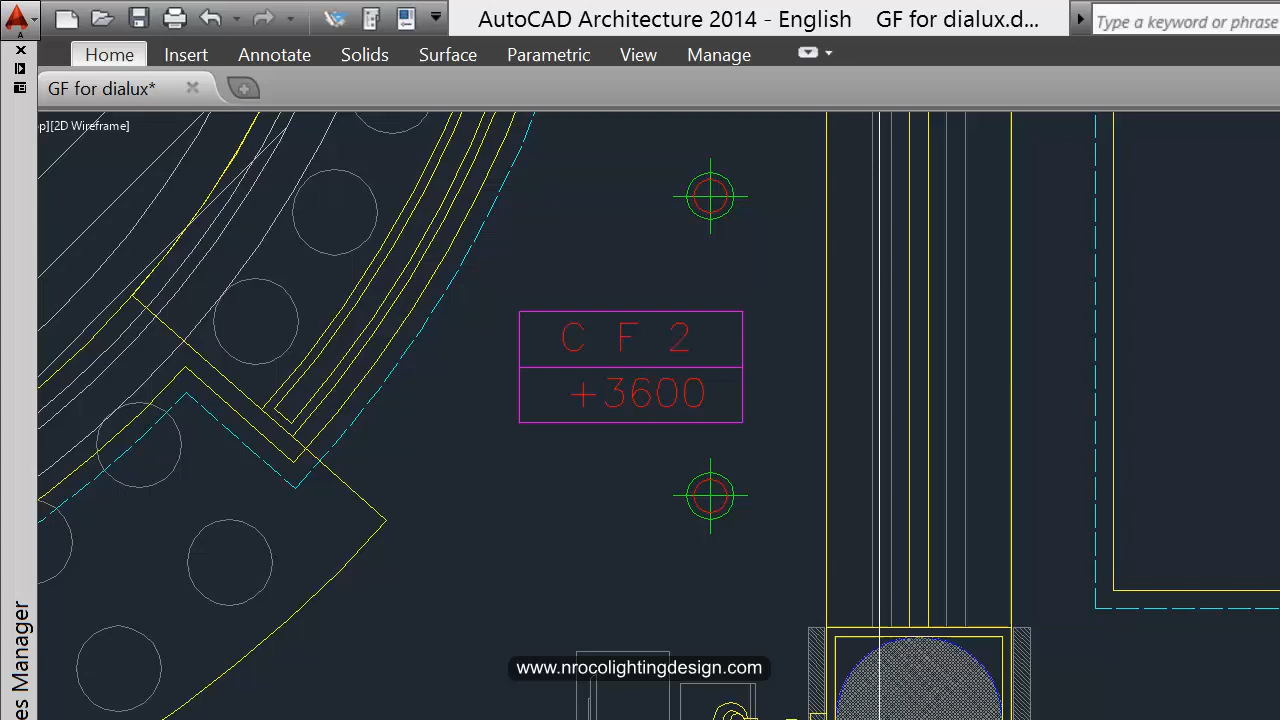 AutoCAD Architecture 2014 - English GF for dialux.d...
Type a keyword or phrase
Home Insert Annotate Solids Surface Parametric View Manage
GF for dialux*
][2D Wireframe]
C F 2
+3600
www.nrocolightingdesign.com
es Manager